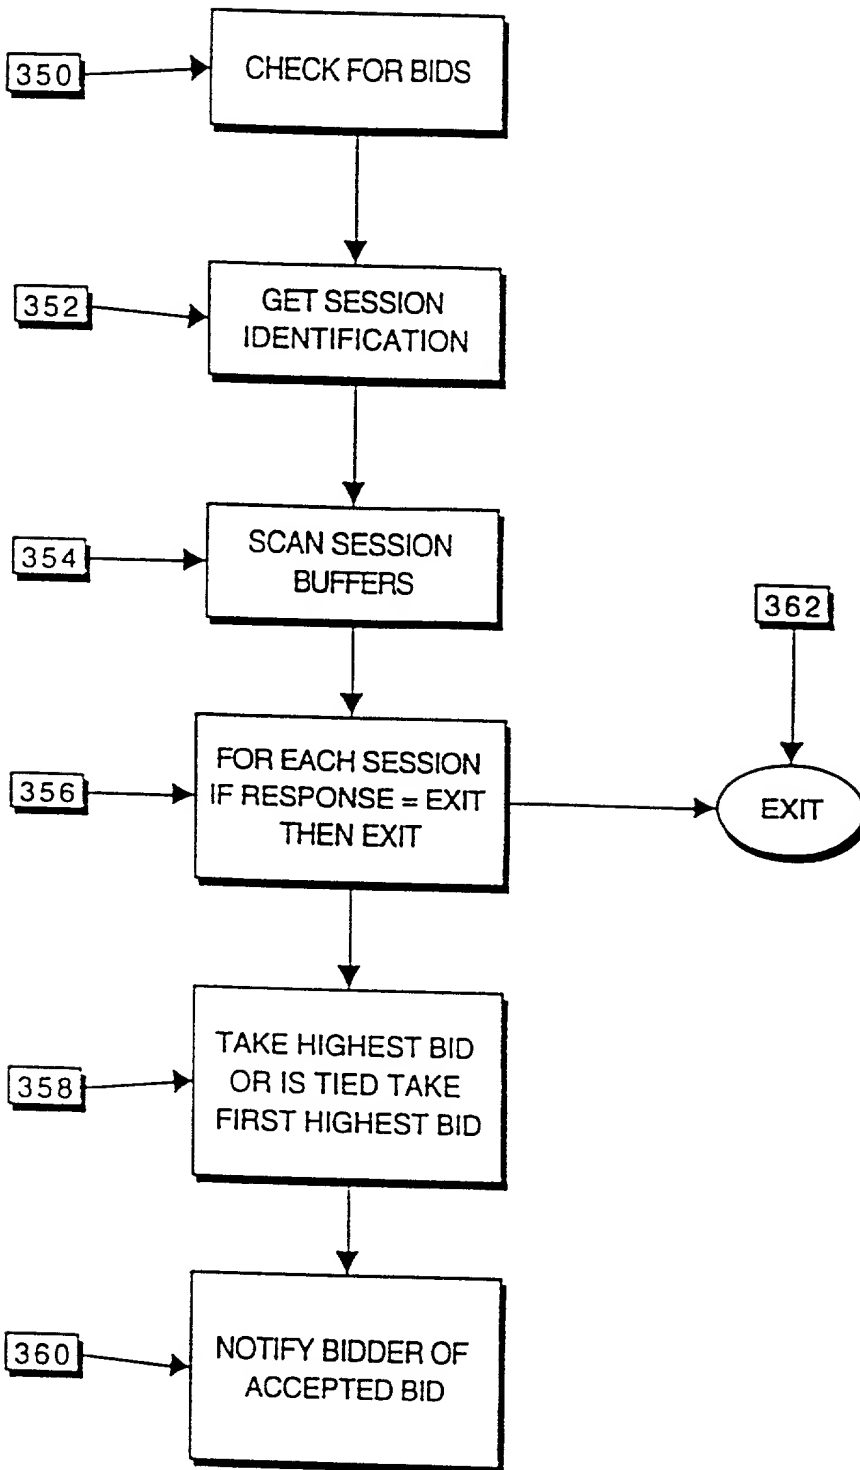 350
CHECK FOR BIDS
352
GET SESSION
IDENTIFICATION
354
SCAN SESSION
BUFFERS
362
356
FOR EACH SESSION
IF RESPONSE = EXIT
THEN EXIT
EXIT
358
TAKE HIGHEST BID
OR IS TIED TAKE
FIRST HIGHEST BID
360
NOTIFY BIDDER OF
ACCEPTED BID